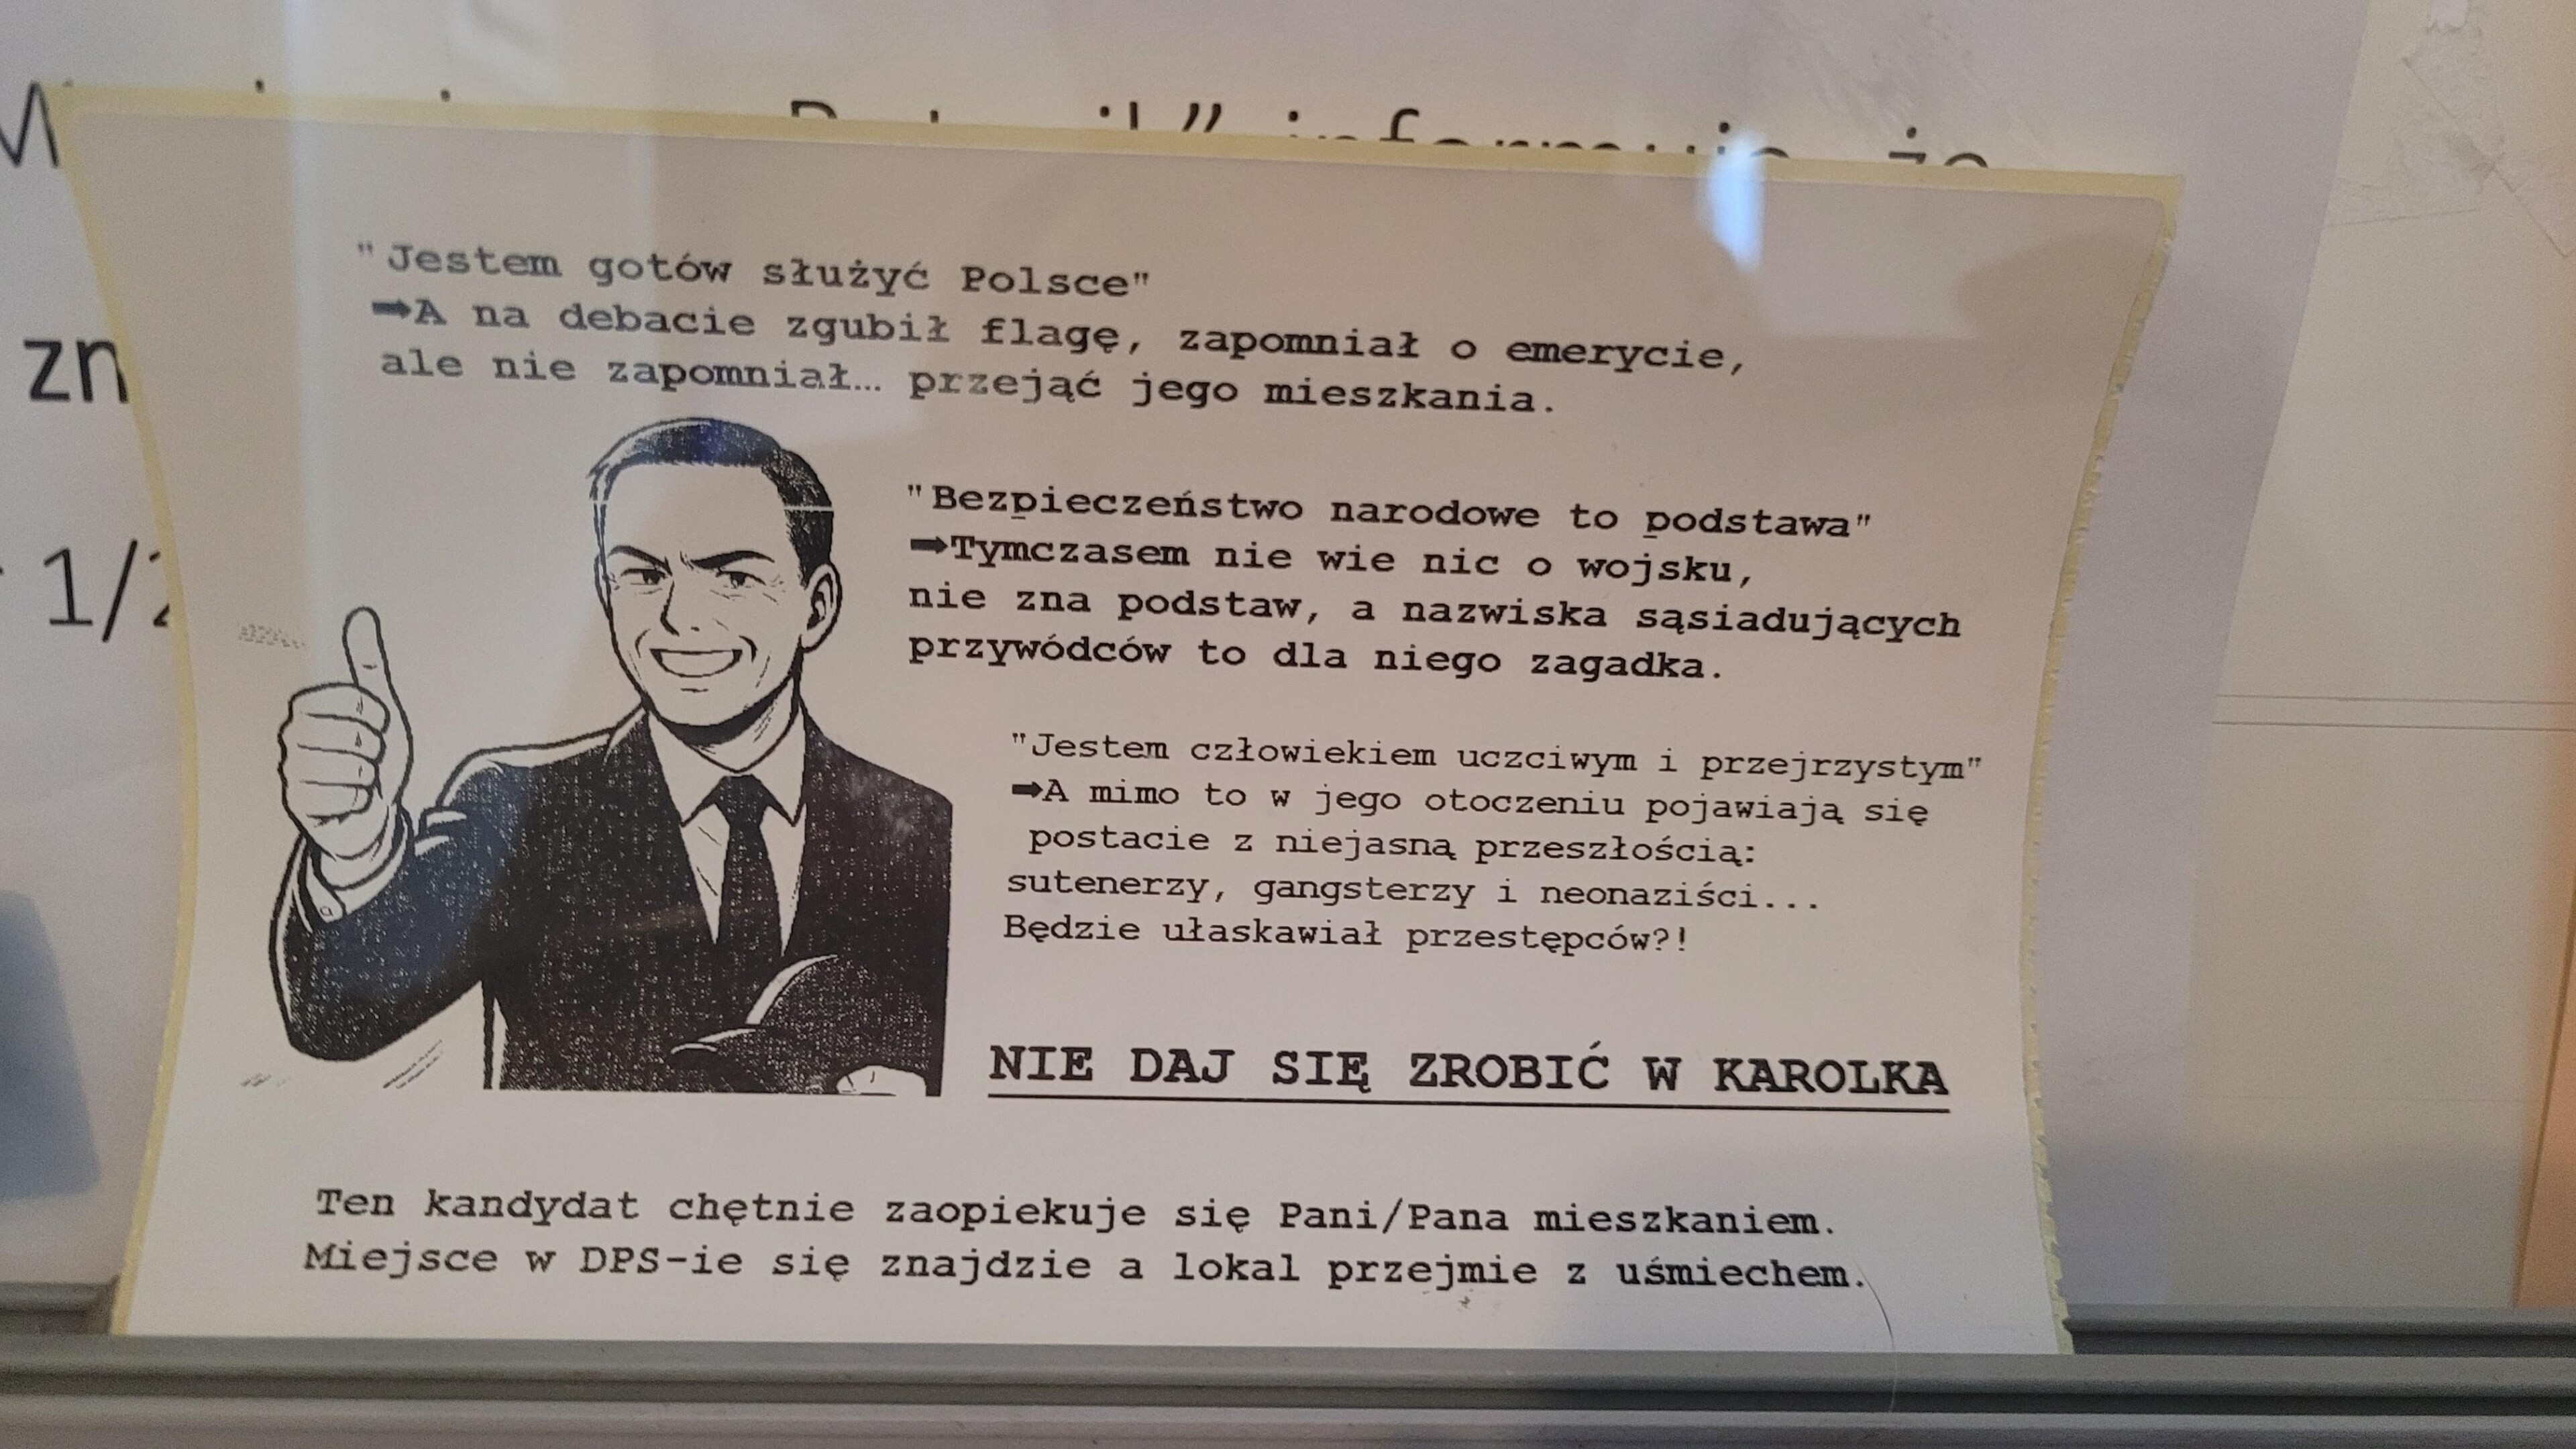 informuje, że
"Jestem gotów służyć Polsce"
➡A na debacie zgubił flagę, zapomniał o emerycie,
ale nie zapomniał… przejąć jego mieszkania.
zn
1/2
"Bezpieczeństwo narodowe to podstawa"
➡Tymczasem nie wie nic o wojsku,
nie zna podstaw, a nazwiska sąsiadujących
przywódców to dla niego zagadka.
"Jestem człowiekiem uczciwym i przejrzystym"
➡A mimo to w jego otoczeniu pojawiają się
postacie z niejasną przeszłością:
sutenerzy, gangsterzy i neonaziści...
Będzie ułaskawiał przestępców?!
NIE DAJ SIĘ ZROBIĆ W KAROLKA
Ten kandydat chętnie zaopiekuje się Pani/Pana mieszkaniem.
Miejsce w DPS-ie się znajdzie a lokal przejmie z uśmiechem.